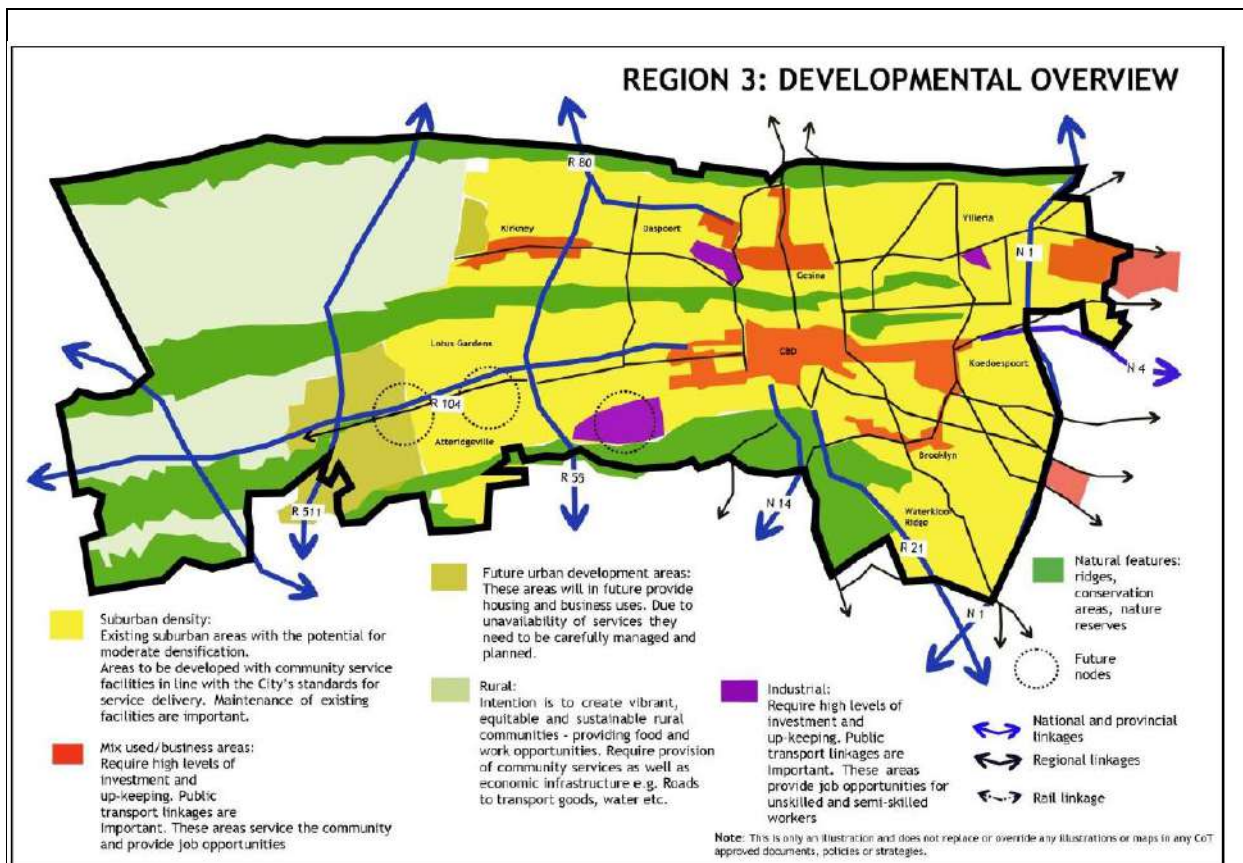 REGION 3: DEVELOPMENTAL OVERVIEW
R 80
Kirkney
Daspoort
Villeria
N 1
Gezina
Lotus Gardens
CBD
Koedoespoort
N 4
R 104
Atteridgeville
Brooklyn
R 55
N 14
R 511
Waterkloof
Ridge
R 21
N 1
Natural features:
ridges,
conservation
areas, nature
reserves
Future
nodes
National and provincial
linkages
Regional linkages
Rail linkage
Suburban density:
Existing suburban areas with the potential for
moderate densification.
Areas to be developed with community service
facilities in line with the City's standards for
service delivery. Maintenance of existing
facilities are important.
Mix used/business areas:
Require high levels of
investment and
up-keeping. Public
transport linkages are
Important. These areas service the community
and provide job opportunities
Future urban development areas:
These areas will in future provide
housing and business uses. Due to
unavailability of services they
need to be carefully managed and
planned.
Rural:
Intention is to create vibrant,
equitable and sustainable rural
communities - providing food and
work opportunities. Require provision
of community services as well as
economic infrastructure e.g. Roads
to transport goods, water etc.
Industrial:
Require high levels of
investment and
up-keeping. Public
transport linkages are
Important. These areas
provide job opportunities for
unskilled and semi-skilled
workers
Note: This is only an illustration and does not replace or override any illustrations or maps in any CoT
approved documents, policies or strategies.